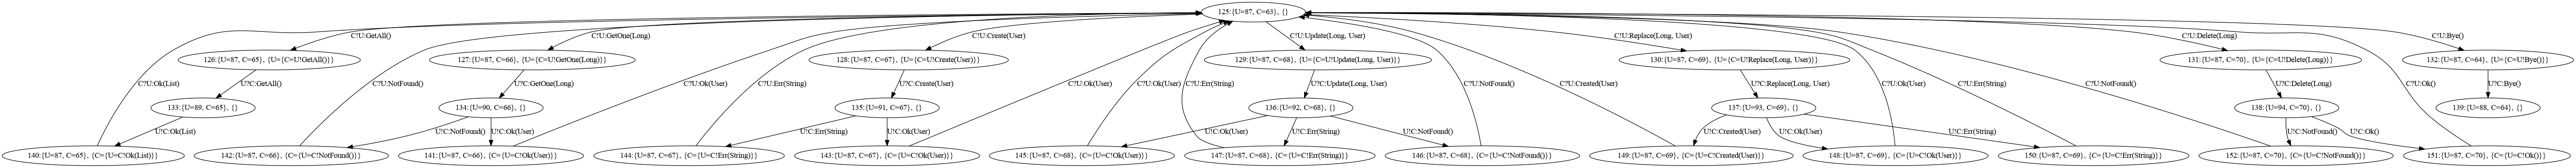 125:{U=87, C=63}, {}
C!U:GetAll()
C!U:GetOne(Long)
C!U:Create(User)
C!U:Update(Long, User)
C!U:Replace(Long, User)
C!U:Delete(Long)
C!U:Bye()
126:{U=87, C=65}, {U={C=U!GetAll()}}
127:{U=87, C=66}, {U={C=U!GetOne(Long)}}
128:{U=87, C=67}, {U={C=U!Create(User)}}
129:{U=87, C=68}, {U={C=U!Update(Long, User)}}
130:{U=87, C=69}, {U={C=U!Replace(Long, User)}}
131:{U=87, C=70}, {U={C=U!Delete(Long)}}
132:{U=87, C=64}, {U={C=U!Bye()}}
C?U:Ok(List)
U?C:GetAll()
C?U:NotFound()
U?C:GetOne(Long)
C?U:Ok(User)
C?U:Err(String)
U?C:Create(User)
C?U:Ok(User)
C?U:Ok(User)
C?U:Err(String)
U?C:Update(Long, User)
C?U:NotFound()
C?U:Created(User)
U?C:Replace(Long, User)
C?U:Ok(User)
C?U:Err(String)
U?C:Delete(Long)
C?U:NotFound()
C?U:Ok()
U?C:Bye()
133:{U=89, C=65}, {}
134:{U=90, C=66}, {}
135:{U=91, C=67}, {}
136:{U=92, C=68}, {}
137:{U=93, C=69}, {}
138:{U=94, C=70}, {}
139:{U=88, C=64}, {}
U!C:Ok(List)
U!C:NotFound()
U!C:Ok(User)
U!C:Err(String)
U!C:Ok(User)
U!C:Ok(User)
U!C:Err(String)
U!C:NotFound()
U!C:Created(User)
U!C:Ok(User)
U!C:Err(String)
U!C:NotFound()
U!C:Ok()
140:{U=87, C=65}, {C={U=C!Ok(List)}}
142:{U=87, C=66}, {C={U=C!NotFound()}}
141:{U=87, C=66}, {C={U=C!Ok(User)}}
144:{U=87, C=67}, {C={U=C!Err(String)}}
143:{U=87, C=67}, {C={U=C!Ok(User)}}
145:{U=87, C=68}, {C={U=C!Ok(User)}}
147:{U=87, C=68}, {C={U=C!Err(String)}}
146:{U=87, C=68}, {C={U=C!NotFound()}}
149:{U=87, C=69}, {C={U=C!Created(User)}}
148:{U=87, C=69}, {C={U=C!Ok(User)}}
150:{U=87, C=69}, {C={U=C!Err(String)}}
152:{U=87, C=70}, {C={U=C!NotFound()}}
151:{U=87, C=70}, {C={U=C!Ok()}}